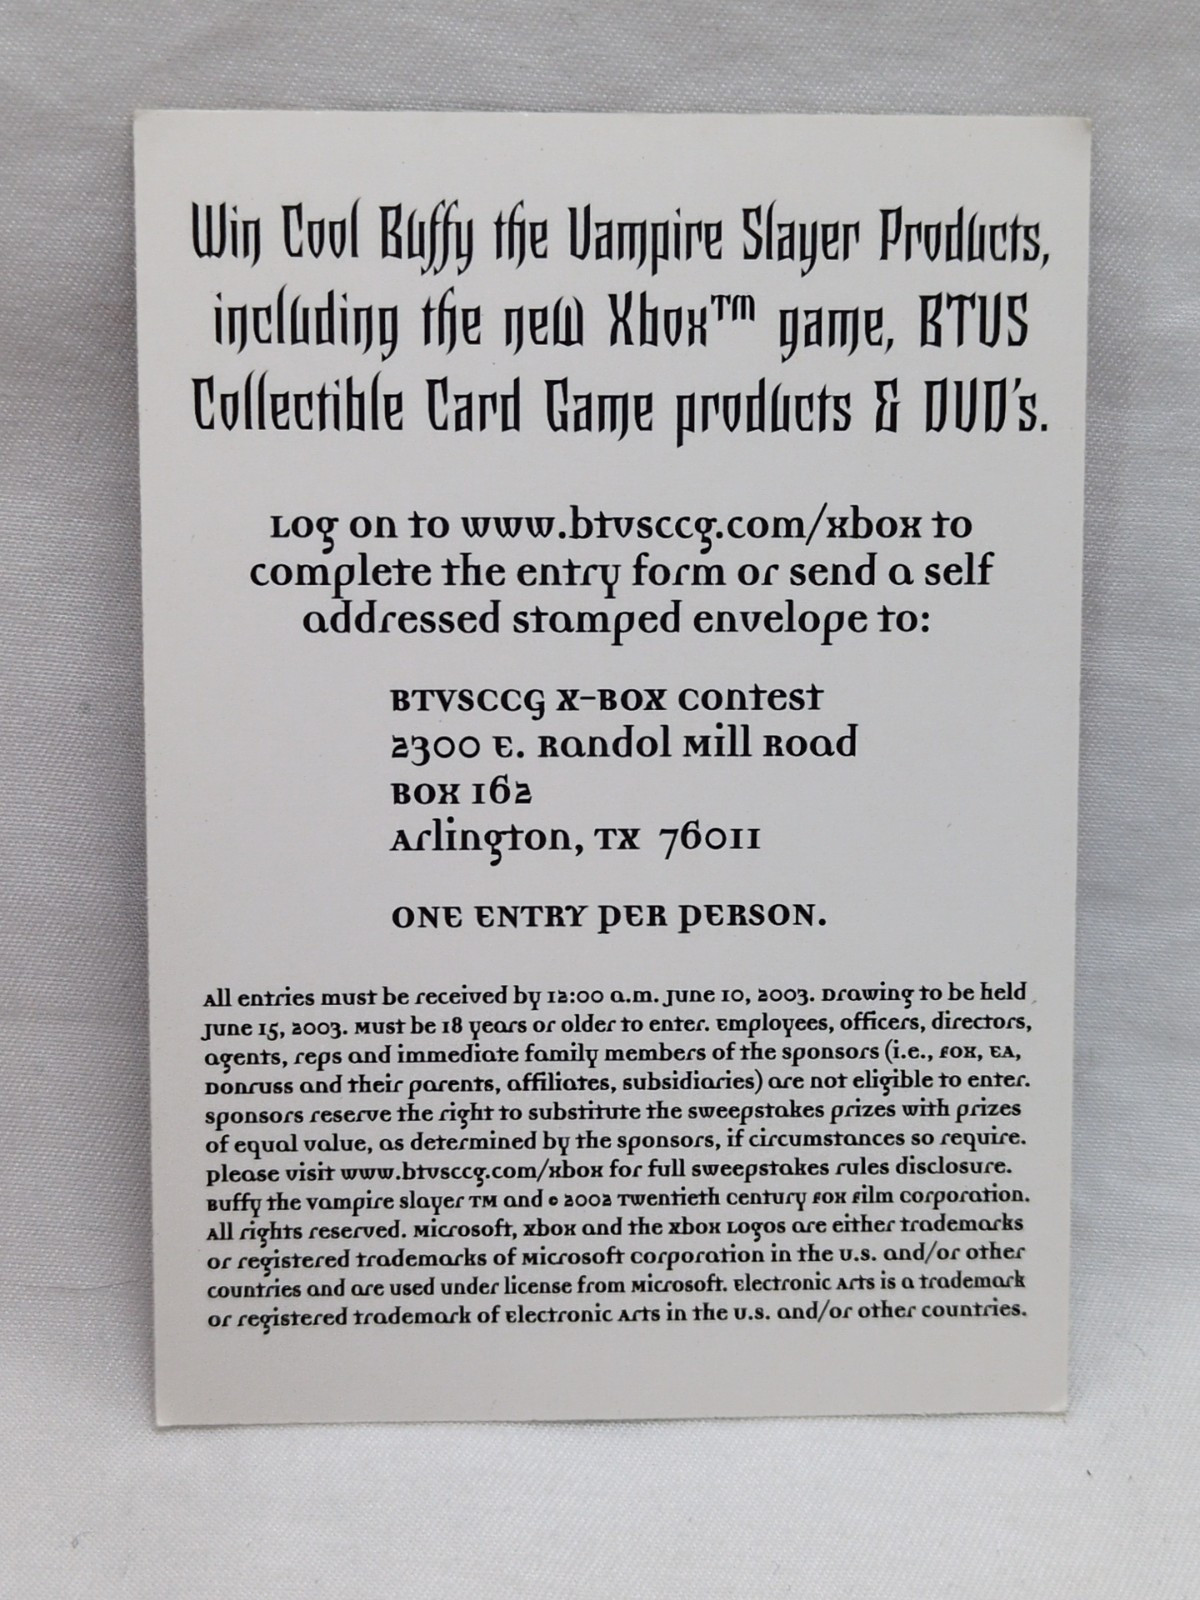 Win Cool Buffy the Vampire Slayer Products,
including the new Xbox™ game, BTVS
Collectible Card Game products & DVD's.
Log on to www.btvsccg.com/xbox to
complete the entry form or send a self
addressed stamped envelope to:
BTVSCCG X-BOX Contest
2300 E. Randol Mill Road
Box 162
Arlington, TX 76011
ONE ENTRY PER PERSON.
All entries must be received by 12:00 a.m. June 10, 2003. Drawing to be held
June 15, 2003. Must be 18 years or older to enter. Employees, officers, directors,
agents, reps and immediate family members of the sponsors (i.e., FOX, EA,
Donruss and their parents, affiliates, subsidiaries) are not eligible to enter.
Sponsors reserve the right to substitute the sweepstakes prizes with prizes
of equal value, as determined by the sponsors, if circumstances so require.
Please visit www.btvsccg.com/xbox for full sweepstakes rules disclosure.
Buffy the Vampire Slayer TM and © 2002 Twentieth Century Fox Film Corporation.
All rights reserved. Microsoft, Xbox and the Xbox Logos are either trademarks
or registered trademarks of Microsoft Corporation in the U.S. and/or other
countries and are used under license from Microsoft. Electronic Arts is a trademark
or registered trademark of Electronic Arts in the U.S. and/or other countries.